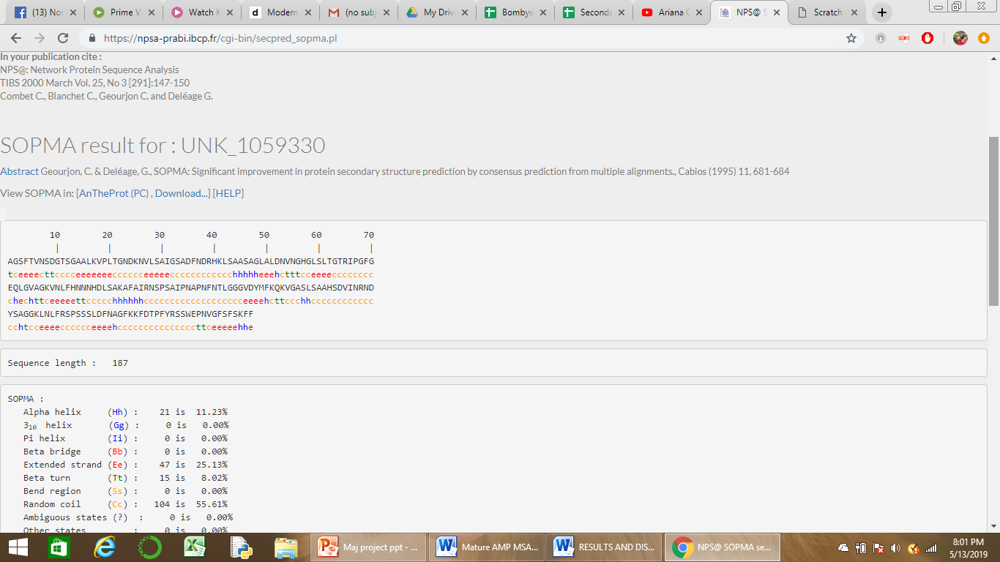 (13) Nor
Prime V
Watch K
Modern
(no subj
My Driv
Bombyx
Seconda
Ariana G
NPS@ S
Scratch
https://npsa-prabi.ibcp.fr/cgi-bin/secpred_sopma.pl
In your publication cite :
NPS@: Network Protein Sequence Analysis
TIBS 2000 March Vol. 25, No 3 [291]:147-150
Combet C., Blanchet C., Geourjon C. and Deléage G.
SOPMA result for : UNK_1059330
Abstract Geourjon, C. & Deléage, G., SOPMA: Significant improvement in protein secondary structure prediction by consensus prediction from multiple alignments., Cabios (1995) 11, 681-684
View SOPMA in: [AnTheProt (PC) , Download...] [HELP]
10 20 30 40 50 60 70
| | | | | | |
AGSFTVNSDGTSGAALKVPLTGNDKNVLSAIGSADFNDRHKLSAASAGLALDNVNGHGLSLTGTRIPGFG
tceeeecttcccceeeeeeecccccceeeeecccccccccccchhhhheeehctttcceeeecccccccc
EQLGVAGKVNLFHNNNHDLSAKAFAIRNSPSAIPNAPNFNTLGGGVDYMFKQKVGASLSAAHSDVINRND
chechttceeeeettccccchhhhhhccccccccccccccccccceeeehcttccchhcccccccccccc
YSAGGKLNLFRSPSSSLDFNAGFKKFDTPFYRSSWEPNVGFSFSKFF
cchtcceeeecccccceeeehcccccccccccccccttceeeeehhe
Sequence length : 187
SOPMA :
Alpha helix (Hh) : 21 is 11.23%
3₁₀ helix (Gg) : 0 is 0.00%
Pi helix (Ii) : 0 is 0.00%
Beta bridge (Bb) : 0 is 0.00%
Extended strand (Ee) : 47 is 25.13%
Beta turn (Tt) : 15 is 8.02%
Bend region (Ss) : 0 is 0.00%
Random coil (Cc) : 104 is 55.61%
Ambiguous states (?) : 0 is 0.00%
Other states : 0 is 0.00%
Maj project ppt - ...
Mature AMP MSA...
RESULTS AND DIS...
NPS@ SOPMA se...
8:01 PM
5/13/2019